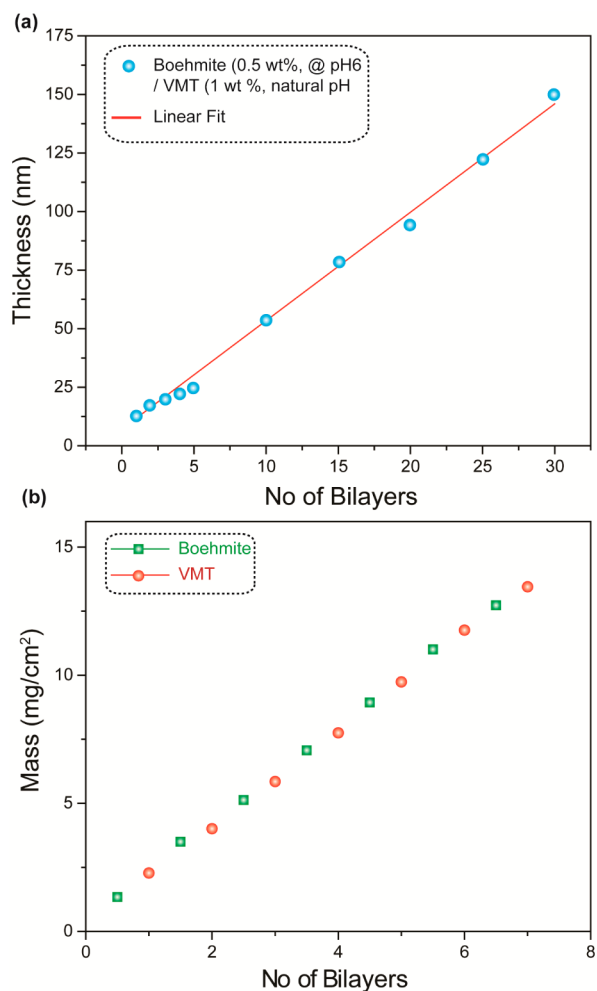 (a)
175
150
125
100
75
50
25
0
Thickness (nm)
Boehmite (0.5 wt%, @ pH6
/ VMT (1 wt %, natural pH
Linear Fit
0 5 10 15 20 25 30
No of Bilayers
(b)
15
10
5
0
Mass (mg/cm²)
Boehmite
VMT
0 2 4 6 8
No of Bilayers